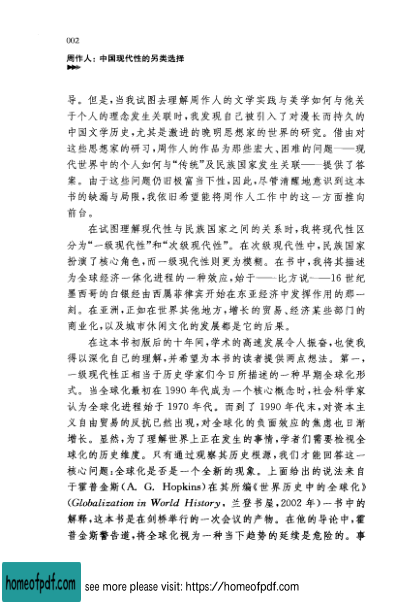 002
周作人：中国现代性的另类选择
导。但是，当我试图去理解周作人的文学实践与美学如何与他关
于个人的理念发生关联时，我发现自己被引入了对漫长而持久的
中国文学历史，尤其是激进的晚明思想家的世界的研究。借由对
这些思想家的研习，周作人的作品为那些宏大、困难的问题——现
代世界中的个人如何与“传统”及民族国家发生关联——提供了答
案。由于这些问题仍旧极富当下性，因此，尽管清醒地意识到这本
书的缺漏与局限，我依旧希望能将周作人工作中的这一方面推向
前台。
在试图理解现代性与民族国家之间的关系时，我将现代性区
分为“一级现代性”和“次级现代性”。在次级现代性中，民族国家
扮演了核心角色，而一级现代性则更为模糊。在书中，我将其描述
为全球经济一体化进程的一种效应，始于——比方说——16世纪
墨西哥的白银经由西属菲律宾开始在东亚经济中发挥作用的那一
刻。在亚洲，正如在世界其他地方，增长的贸易、经济某些部门的
商业化，以及城市休闲文化的发展都是它的后果。
在这本书初版后的十年间，学术的高速发展令人振奋，也使我
得以深化自己的理解，并希望为本书的读者提供两点想法。第一，
一级现代性正相当于历史学家们今日所描述的一种早期全球化形
式。当全球化最初在1990年代成为一个核心概念时，社会科学家
认为全球化进程始于1970年代。而到了1990年代末，对资本主
义自由贸易的反抗已然出现，对全球化的负面效应的焦虑也日渐
增长。显然，为了理解世界上正在发生的事情，学者们需要检视全
球化的历史维度。只有通过观察其历史根源，我们才能回答这一
核心问题：全球化是否是一个全新的现象。上面给出的说法来自
于霍普金斯（A. G. Hopkins）在其所编《世界历史中的全球化》
（Globalization in World History，兰登书屋，2002年）一书中的
解释，这本书是在剑桥举行的一次会议的产物。在他的导论中，霍
普金斯警告道，将全球化视为一种当下趋势的延续是危险的。事
homeofpdf.com
see more please visit: https://homeofpdf.com